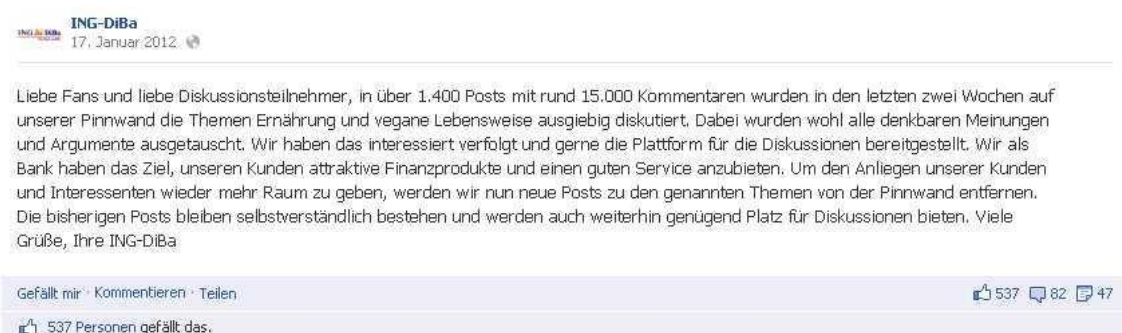 ING-DiBa
17. Januar 2012
Liebe Fans und liebe Diskussionsteilnehmer, in über 1.400 Posts mit rund 15.000 Kommentaren wurden in den letzten zwei Wochen auf
unserer Pinnwand die Themen Ernährung und vegane Lebensweise ausgiebig diskutiert. Dabei wurden wohl alle denkbaren Meinungen
und Argumente ausgetauscht. Wir haben das interessiert verfolgt und gerne die Plattform für die Diskussionen bereitgestellt. Wir als
Bank haben das Ziel, unseren Kunden attraktive Finanzprodukte und einen guten Service anzubieten. Um den Anliegen unserer Kunden
und Interessenten wieder mehr Raum zu geben, werden wir nun neue Posts zu den genannten Themen von der Pinnwand entfernen.
Die bisherigen Posts bleiben selbstverständlich bestehen und werden auch weiterhin genügend Platz für Diskussionen bieten. Viele
Grüße, Ihre ING-DiBa
Gefällt mir · Kommentieren · Teilen 537 82 47
537 Personen gefällt das.